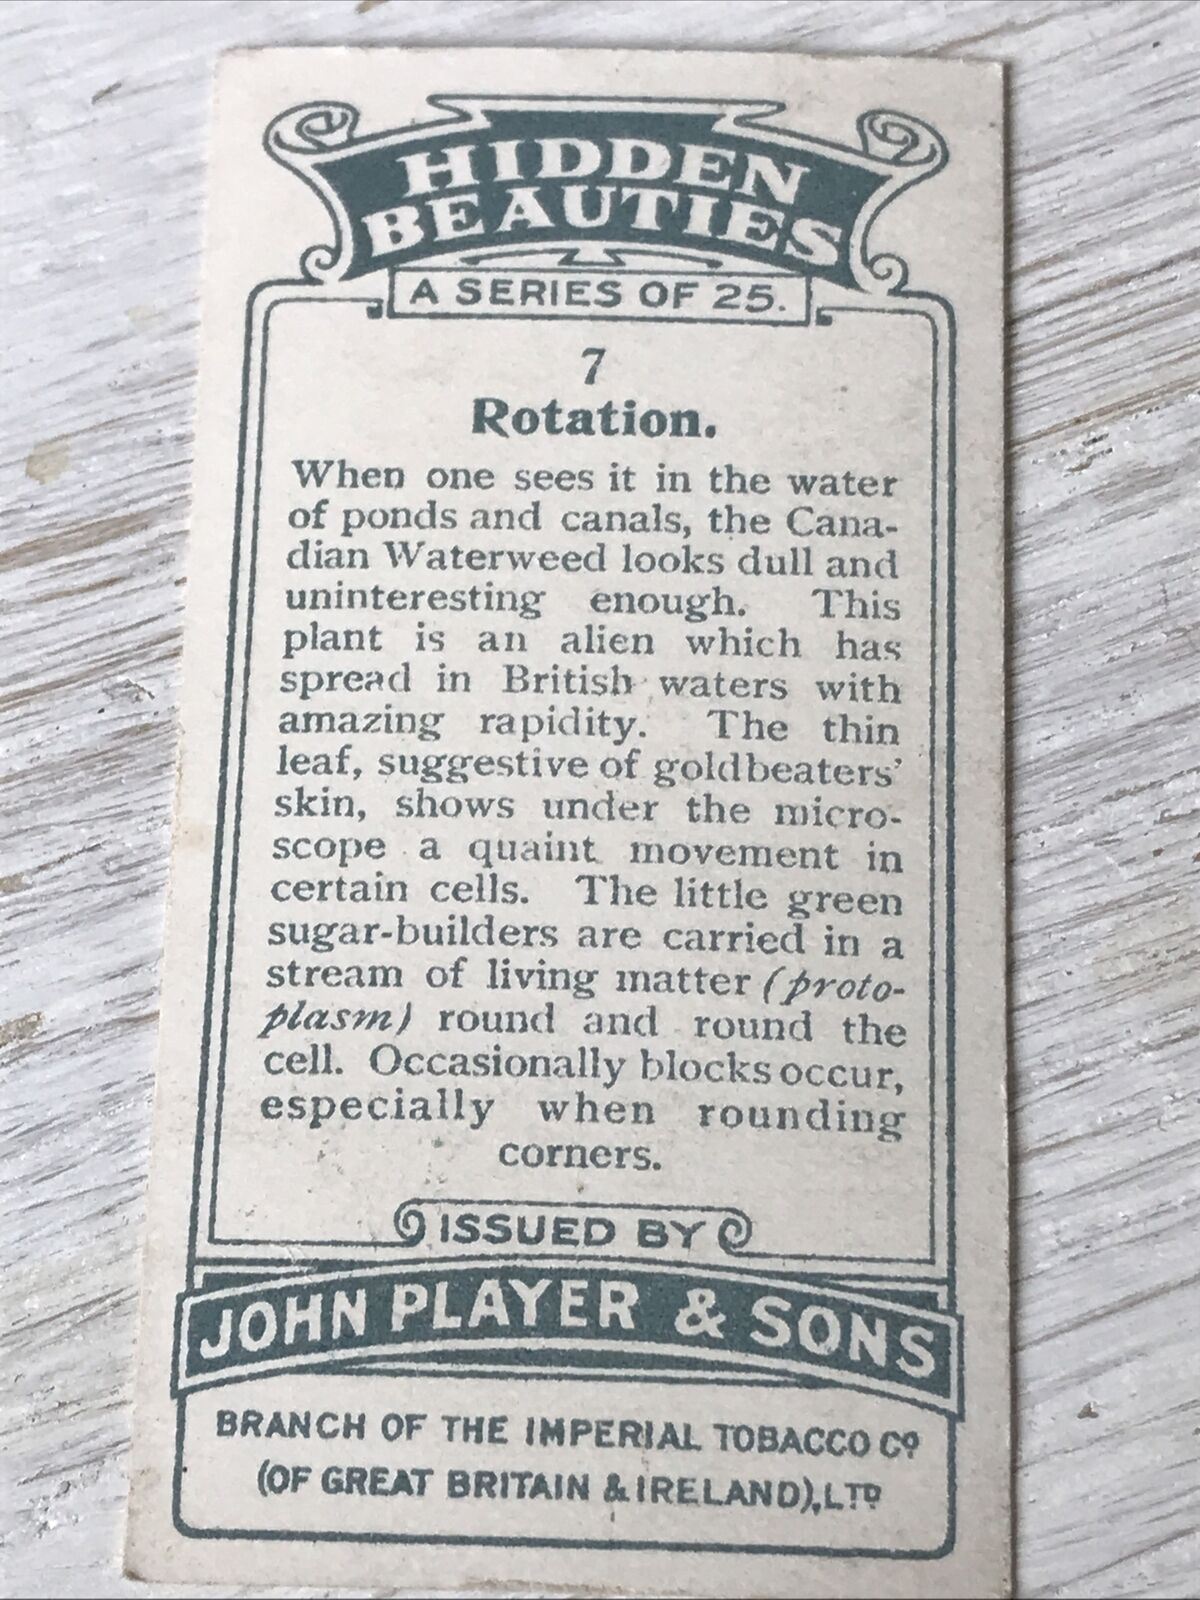 HIDDEN
BEAUTIES
A SERIES OF 25.
7
Rotation.
When one sees it in the water
of ponds and canals, the Cana-
dian Waterweed looks dull and
uninteresting enough. This
plant is an alien which has
spread in British waters with
amazing rapidity. The thin
leaf, suggestive of goldbeaters'
skin, shows under the micro-
scope a quaint movement in
certain cells. The little green
sugar-builders are carried in a
stream of living matter (proto-
plasm) round and round the
cell. Occasionally blocks occur,
especially when rounding
corners.
ISSUED BY
JOHN PLAYER & SONS
BRANCH OF THE IMPERIAL TOBACCO Cº
(OF GREAT BRITAIN & IRELAND), LTD